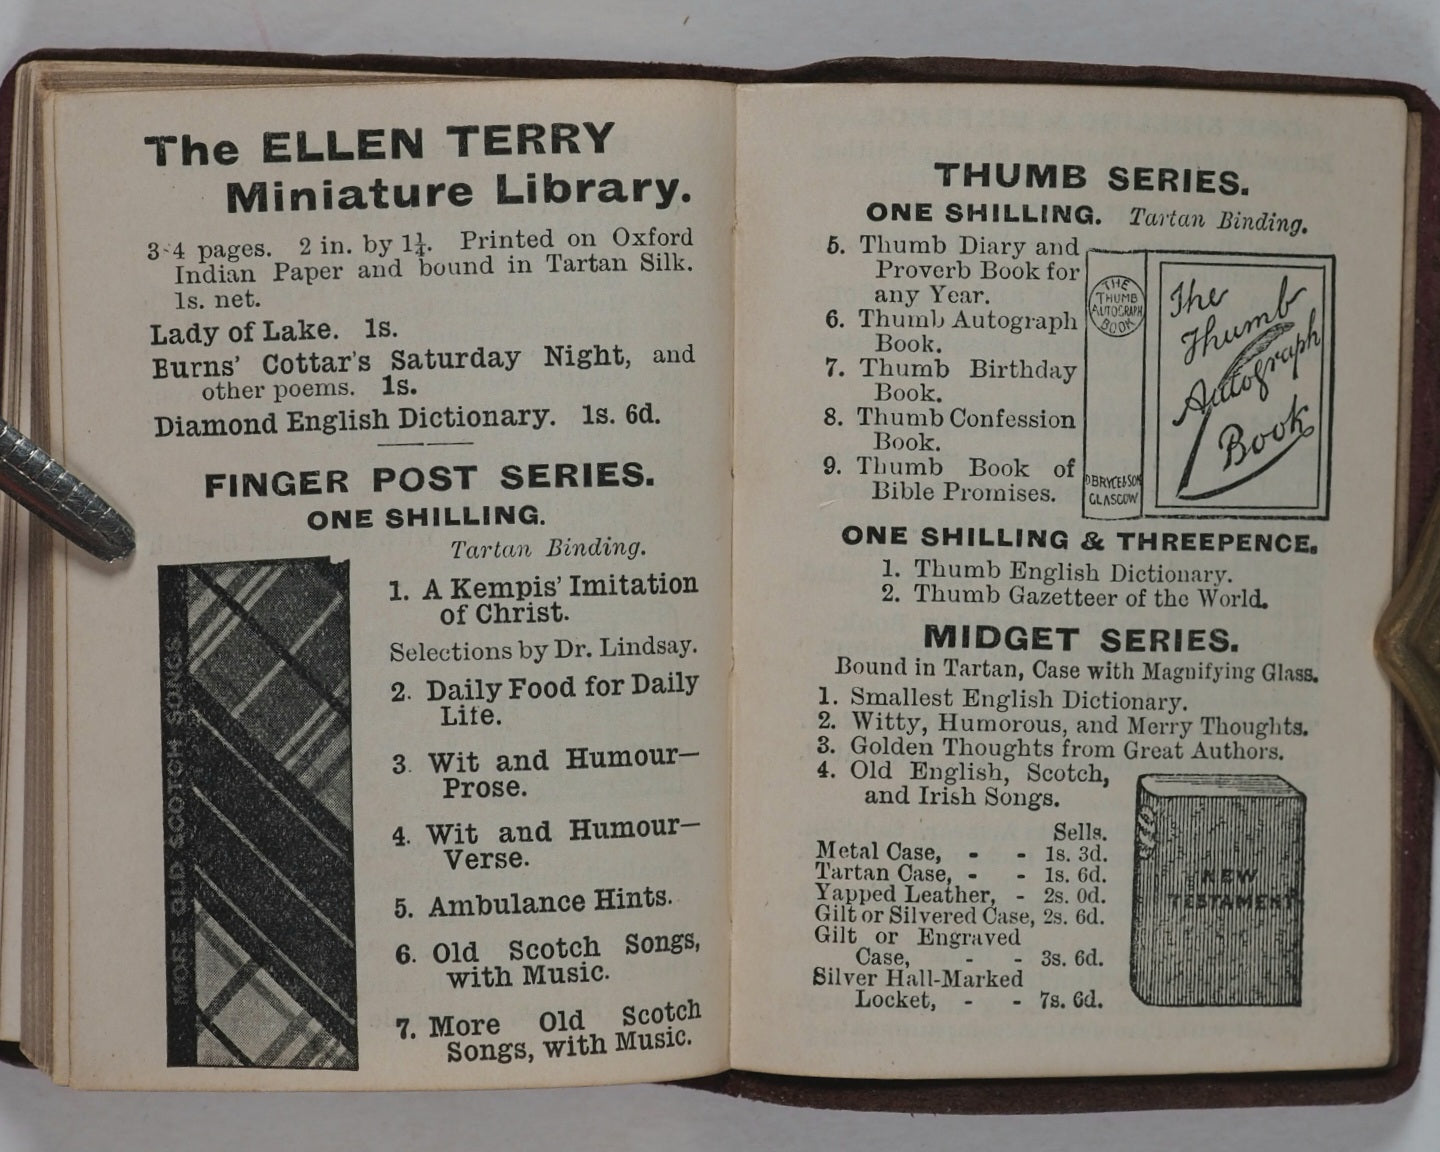 The ELLEN TERRY
Miniature Library.
3-4 pages. 2 in. by 1¼. Printed on Oxford
Indian Paper and bound in Tartan Silk.
1s. net.
Lady of Lake. 1s.
Burns' Cottar's Saturday Night, and
other poems. 1s.
Diamond English Dictionary. 1s. 6d.
FINGER POST SERIES.
ONE SHILLING.
Tartan Binding.
MORE OLD SCOTCH SONGS
1. A Kempis' Imitation
of Christ.
Selections by Dr. Lindsay.
2. Daily Food for Daily
Life.
3. Wit and Humour—
Prose.
4. Wit and Humour—
Verse.
5. Ambulance Hints.
6. Old Scotch Songs,
with Music.
7. More Old Scotch
Songs, with Music.
THUMB SERIES.
ONE SHILLING. Tartan Binding.
5. Thumb Diary and
Proverb Book for
any Year.
6. Thumb Autograph
Book.
7. Thumb Birthday
Book.
8. Thumb Confession
Book.
9. Thumb Book of
Bible Promises.
THE
THUMB
AUTOGRAPH
BOOK
D BRYCE & SON
GLASGOW
The
Thumb
Autograph
Book
ONE SHILLING & THREEPENCE.
1. Thumb English Dictionary.
2. Thumb Gazetteer of the World.
MIDGET SERIES.
Bound in Tartan, Case with Magnifying Glass.
1. Smallest English Dictionary.
2. Witty, Humorous, and Merry Thoughts.
3. Golden Thoughts from Great Authors.
4. Old English, Scotch,
and Irish Songs.
Sells.
Metal Case, - - 1s. 3d.
Tartan Case, - - 1s. 6d.
Yapped Leather, - 2s. 0d.
Gilt or Silvered Case, 2s. 6d.
Gilt or Engraved
Case, - - 3s. 6d.
Silver Hall-Marked
Locket, - - 7s. 6d.
NEW
TESTAMENT